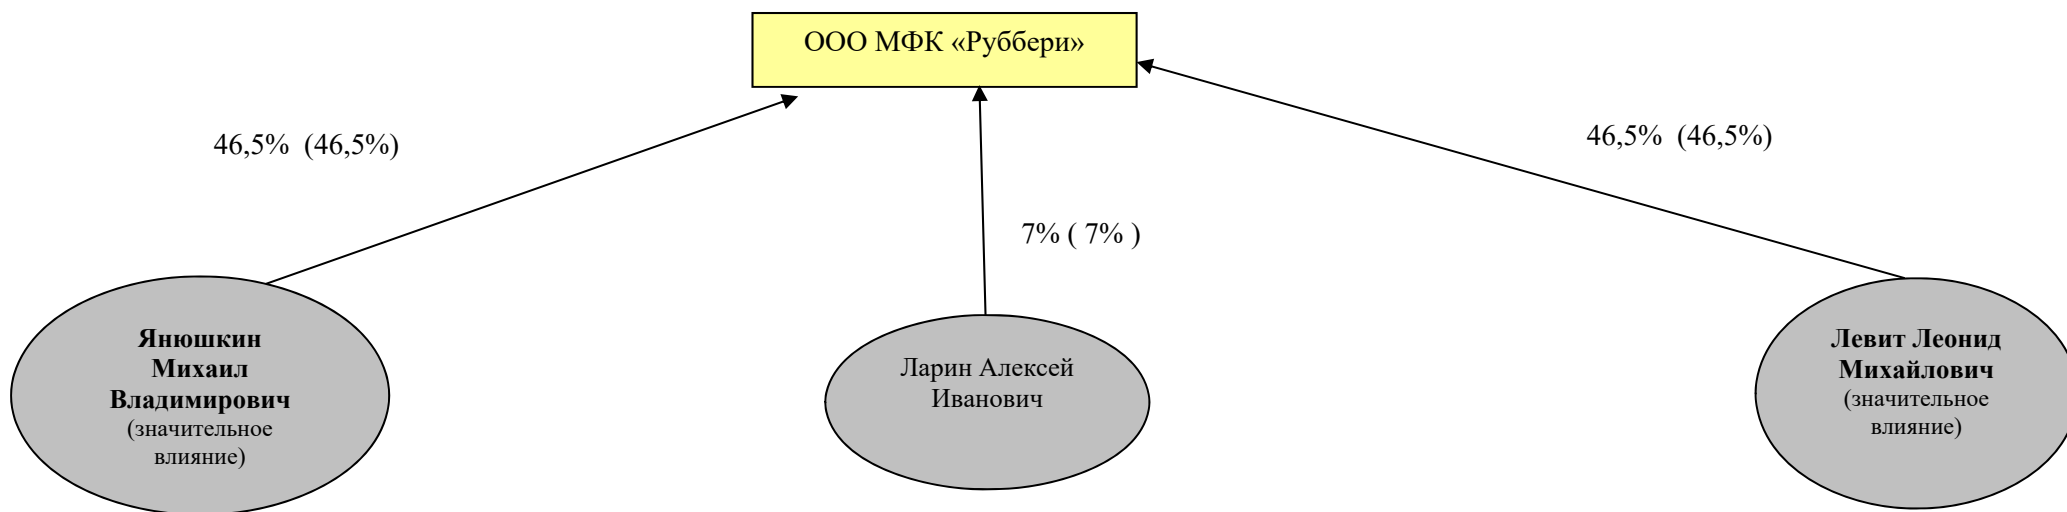 ООО МФК «Руббери»
46,5% (46,5%)
46,5% (46,5%)
7% ( 7% )
Янюшкин
Михаил
Владимирович
(значительное
влияние)
Ларин Алексей
Иванович
Левит Леонид
Михайлович
(значительное
влияние)